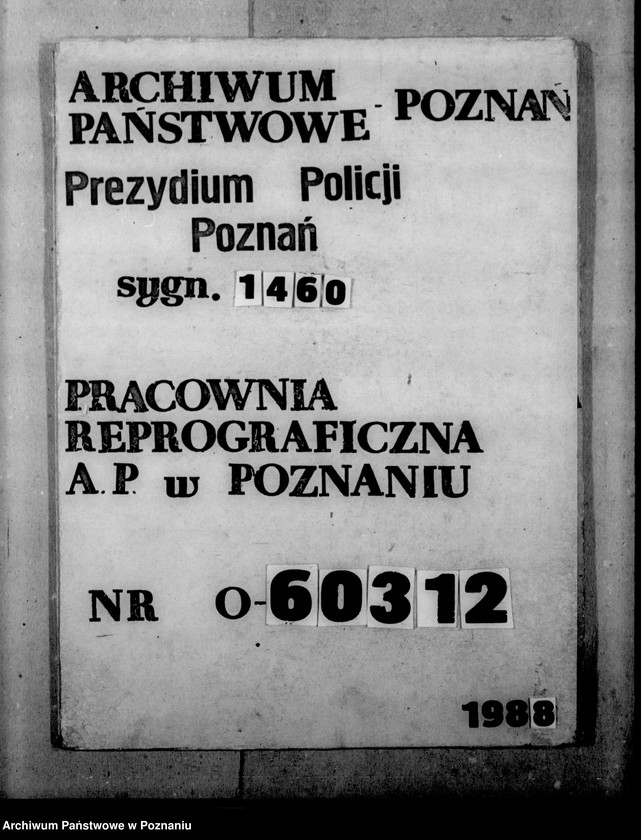 ARCHIWUM
PAŃSTWOWE - POZNAŃ
Prezydium Policji
Poznań
sygn. 1460
PRACOWNIA
REPROGRAFICZNA
A.P. w POZNANIU
NR O-60312
1988
Archiwum Państwowe w Poznaniu